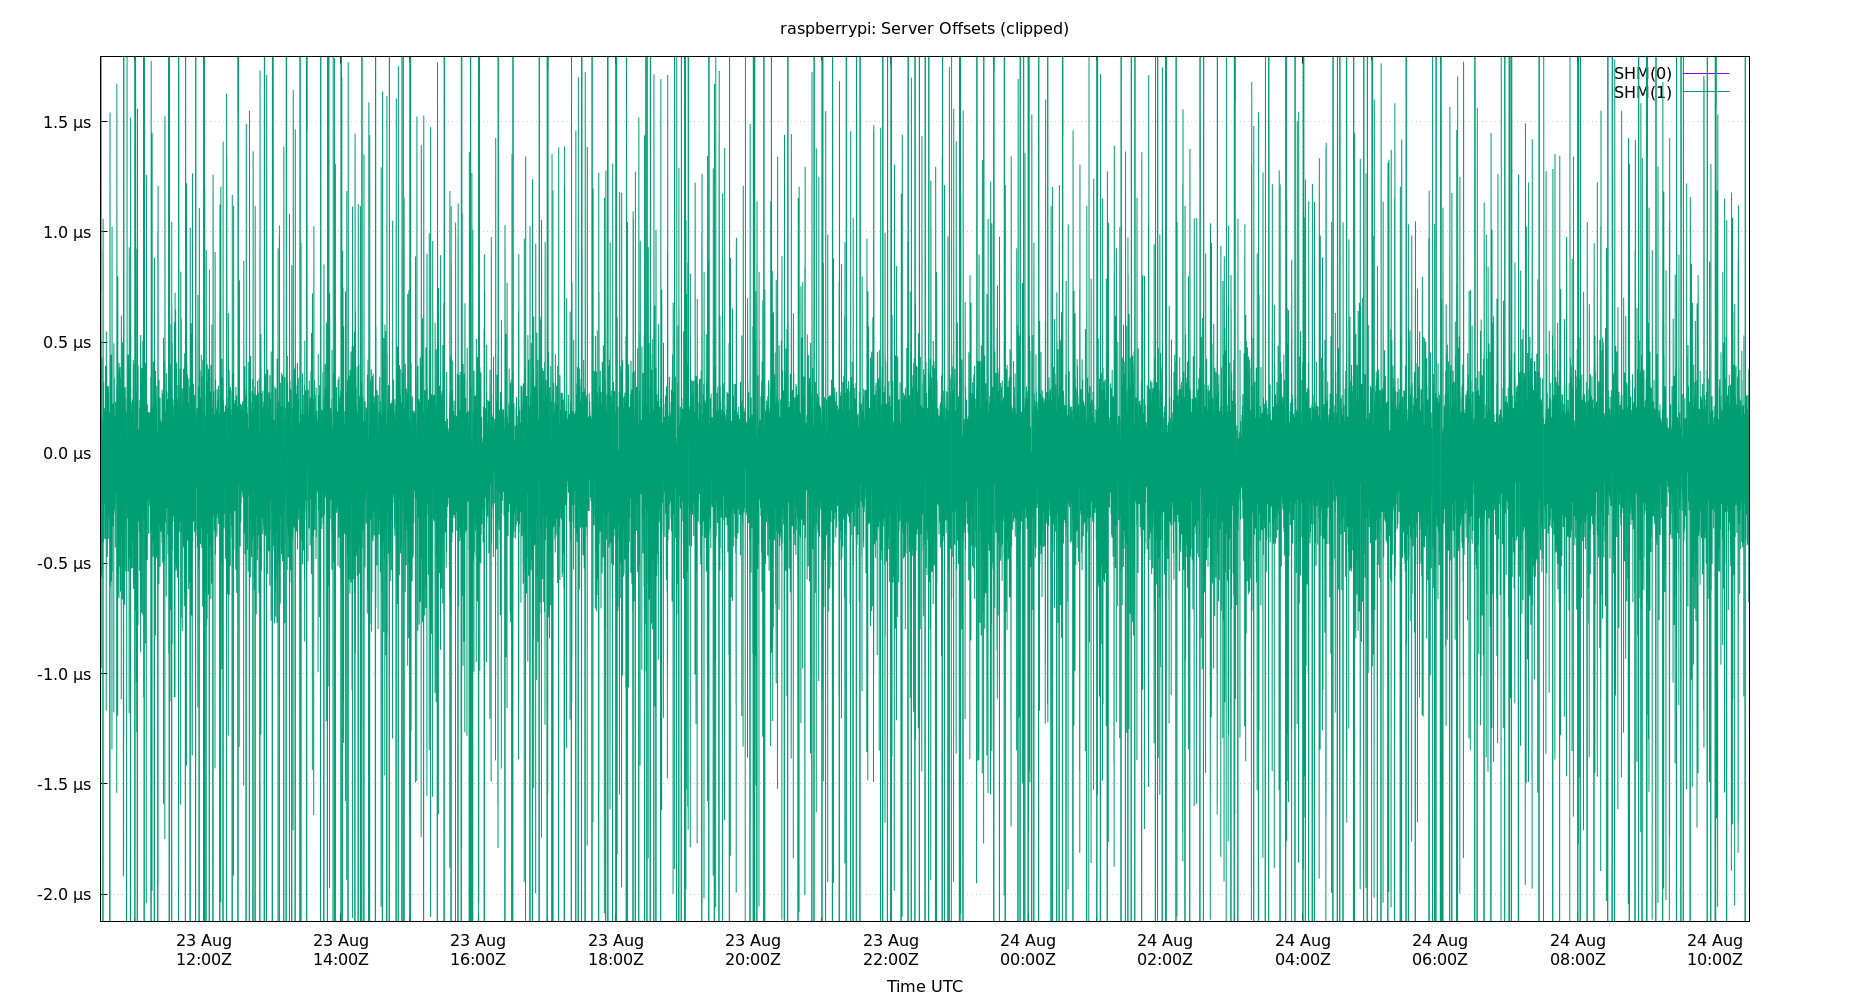 raspberrypi: Server Offsets (clipped)
SHM(0)
SHM(1)
1.5 μs
1.0 μs
0.5 μs
0.0 μs
-0.5 μs
-1.0 μs
-1.5 μs
-2.0 μs
23 Aug 23 Aug 23 Aug 23 Aug 23 Aug 23 Aug 24 Aug 24 Aug 24 Aug 24 Aug 24 Aug 24 Aug
12:00Z 14:00Z 16:00Z 18:00Z 20:00Z 22:00Z 00:00Z 02:00Z 04:00Z 06:00Z 08:00Z 10:00Z
Time UTC